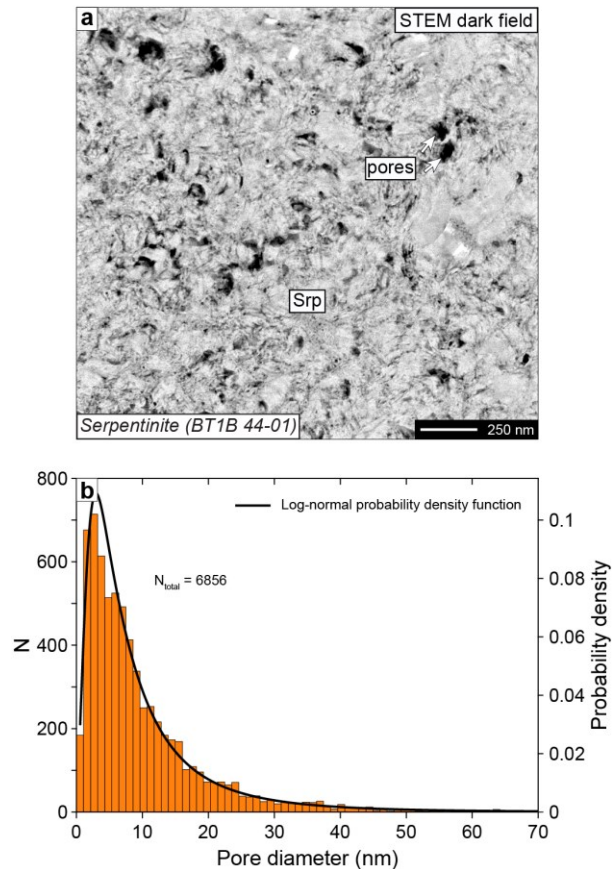 a
STEM dark field
pores
Srp
Serpentinite (BT1B 44-01)
250 nm
b
Log-normal probability density function
N_total = 6856
800
600
400
200
0
N
0.1
0.08
0.06
0.04
0.02
0
Probability density
0 10 20 30 40 50 60 70
Pore diameter (nm)